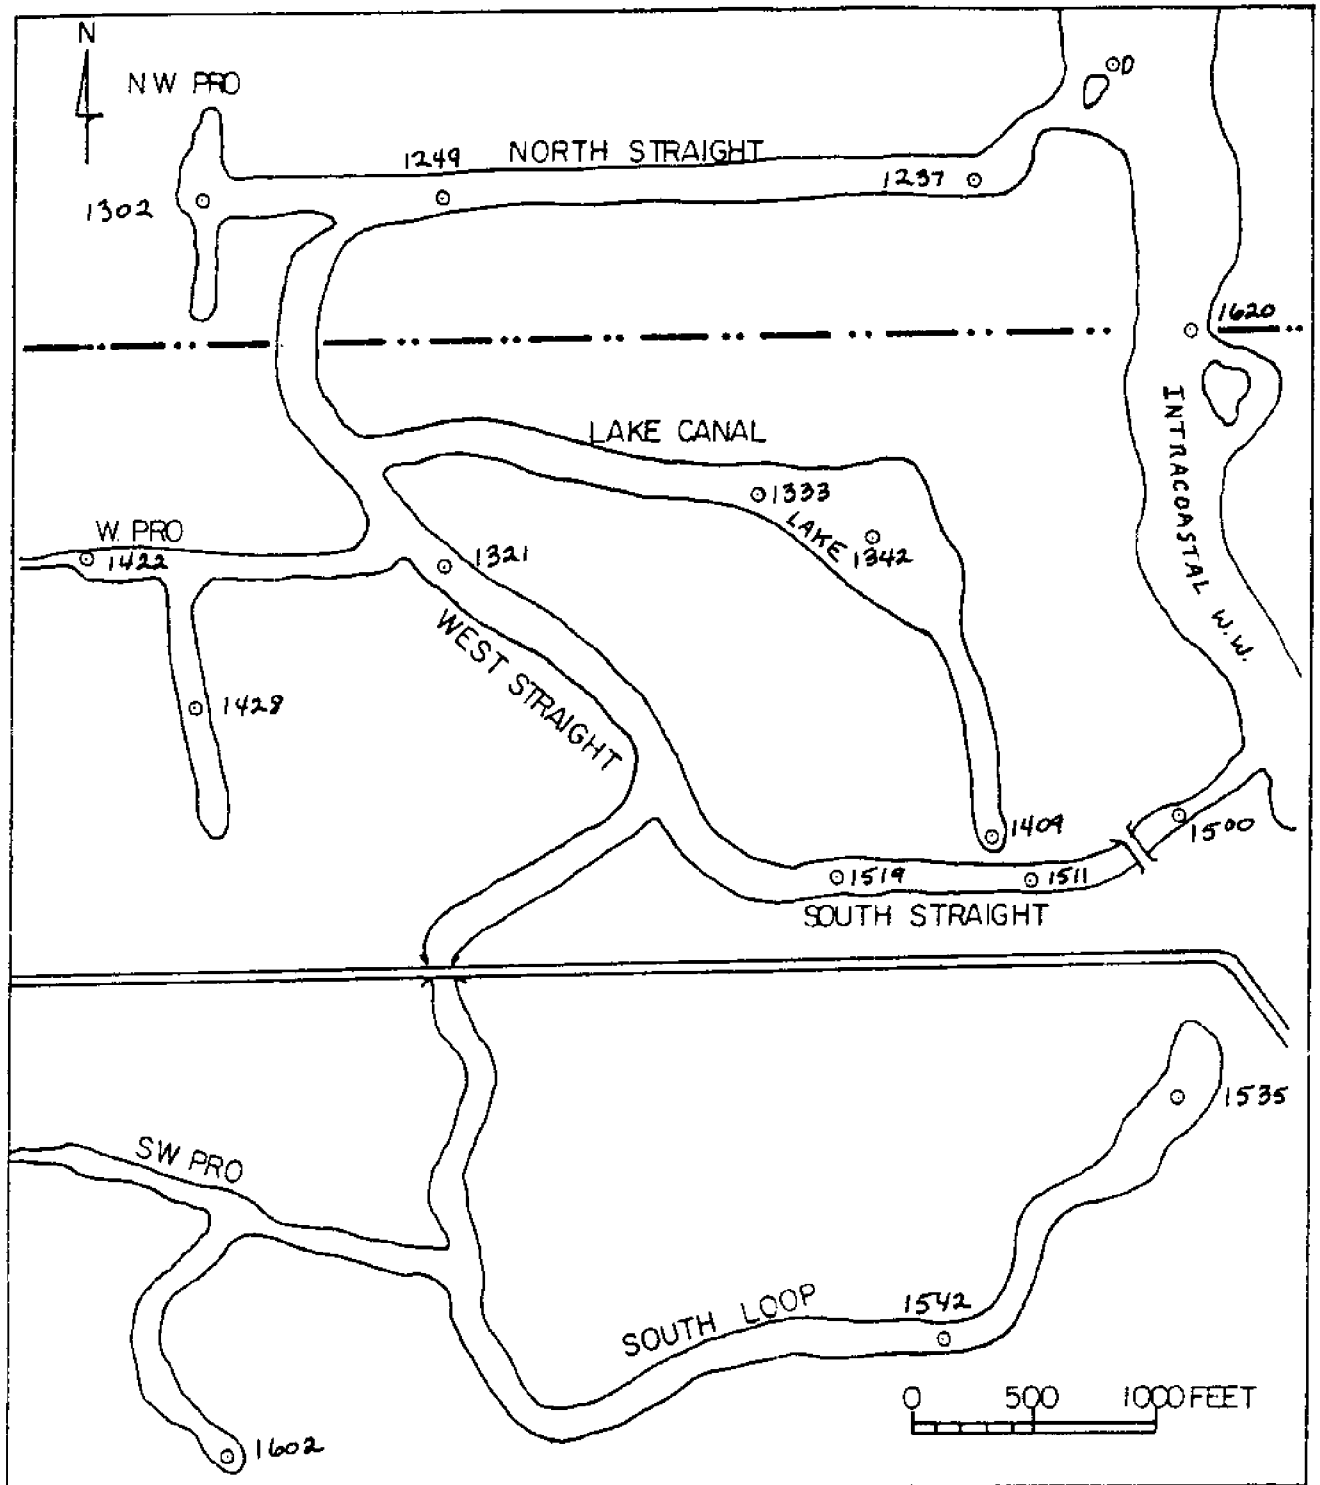 N
NW PRO
D
1249
NORTH STRAIGHT
1237
1302
1620
INTRACOASTAL W.W.
LAKE CANAL
1333
LAKE
1342
W. PRO
1422
1321
WEST STRAIGHT
1428
1409
1500
1519
1511
SOUTH STRAIGHT
1535
SW PRO
SOUTH LOOP
1542
0 500 1000 FEET
1602